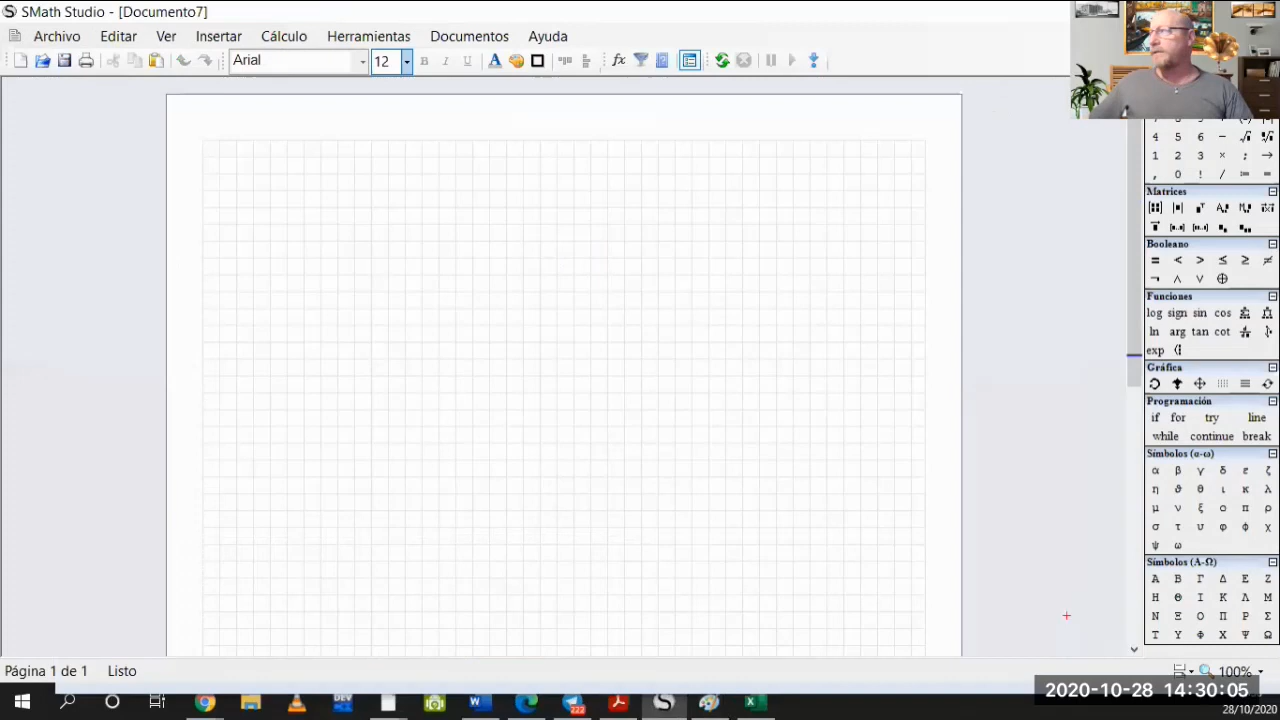 SMath Studio - [Documento7]
Archivo Editar Ver Insertar Cálculo Herramientas Documentos Ayuda
Arial 12 B I U A fx
4 5 6 −
1 2 3 × ; →
, 0 ! / := =
Matrices
Booleano
= < > ≤ ≥ ≠
¬ ∧ ∨ ⊕
Funciones
log sign sin cos
ln arg tan cot
exp
Gráfica
Programación
if for try line
while continue break
Símbolos (α-ω)
α β γ δ ε ζ
η ϑ θ ι κ λ
μ ν ξ ο π ρ
σ τ υ φ ϕ χ
ψ ω
Símbolos (Α-Ω)
Α Β Γ Δ Ε Ζ
Η Θ Ι Κ Λ Μ
Ν Ξ Ο Π Ρ Σ
Τ Υ Φ Χ Ψ Ω
Página 1 de 1 Listo 100%
2020-10-28 14:30:05
DEV W 222 S X
28/10/2020